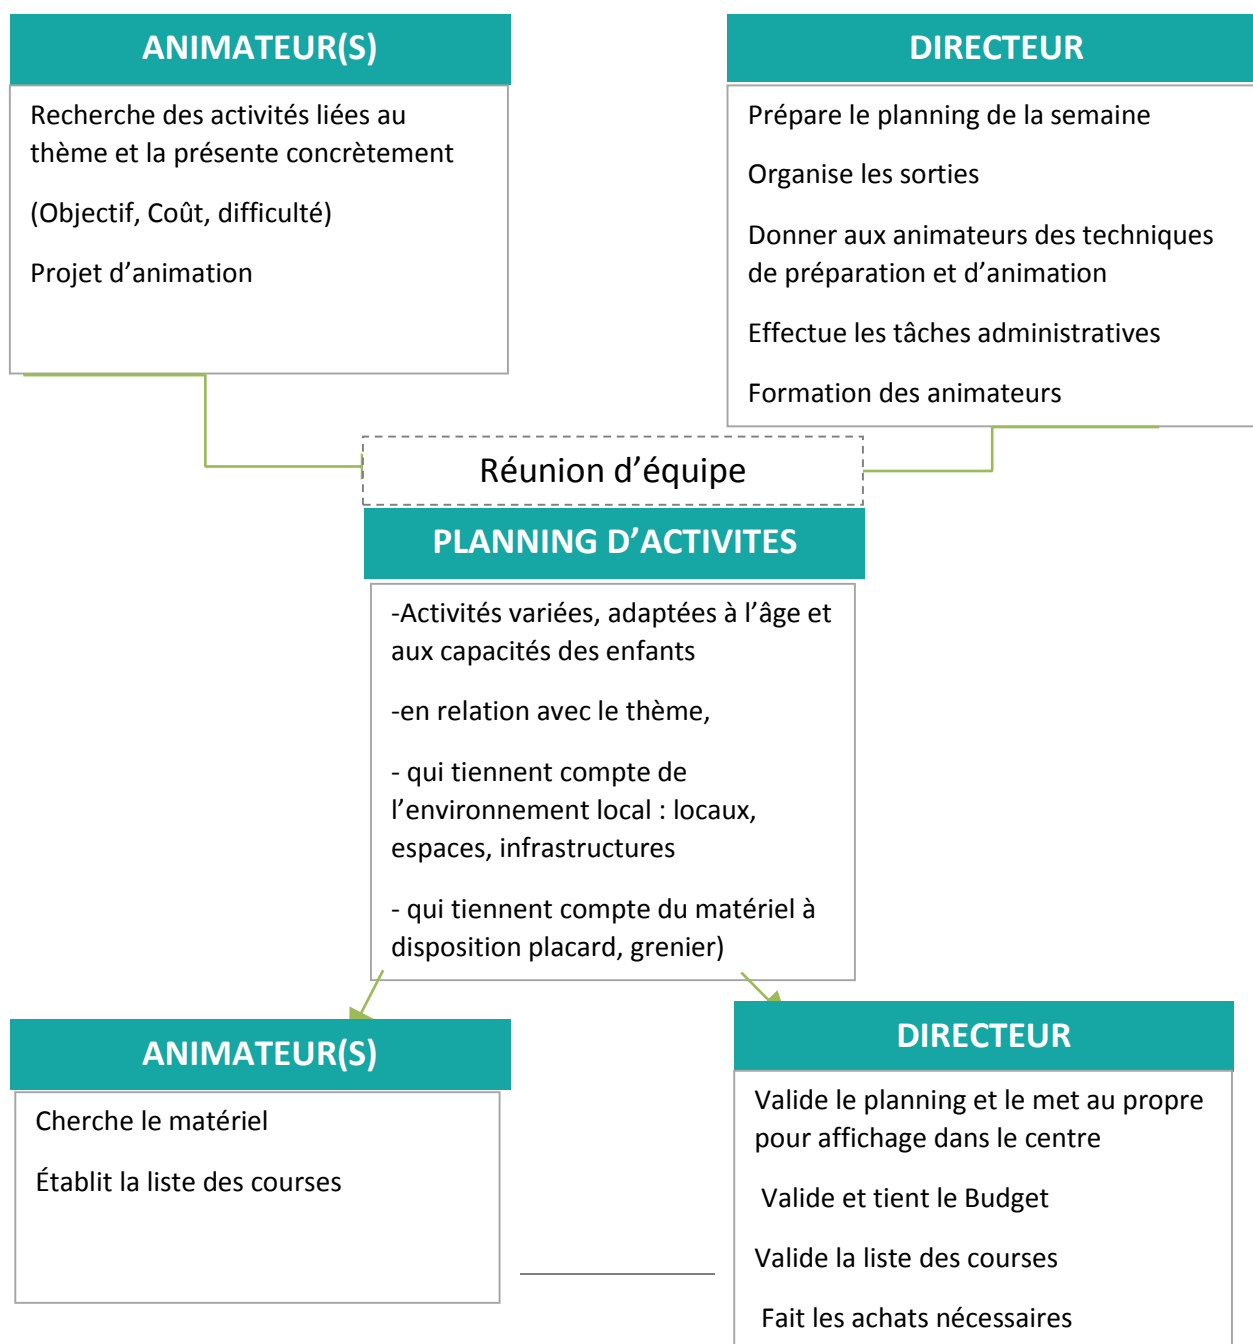 ANIMATEUR(S)
Recherche des activités liées au
thème et la présente concrètement
(Objectif, Coût, difficulté)
Projet d’animation
DIRECTEUR
Prépare le planning de la semaine
Organise les sorties
Donner aux animateurs des techniques
de préparation et d’animation
Effectue les tâches administratives
Formation des animateurs
Réunion d’équipe
PLANNING D’ACTIVITES
-Activités variées, adaptées à l’âge et
aux capacités des enfants
-en relation avec le thème,
- qui tiennent compte de
l’environnement local : locaux,
espaces, infrastructures
- qui tiennent compte du matériel à
disposition placard, grenier)
ANIMATEUR(S)
Cherche le matériel
Établit la liste des courses
DIRECTEUR
Valide le planning et le met au propre
pour affichage dans le centre
Valide et tient le Budget
Valide la liste des courses
Fait les achats nécessaires